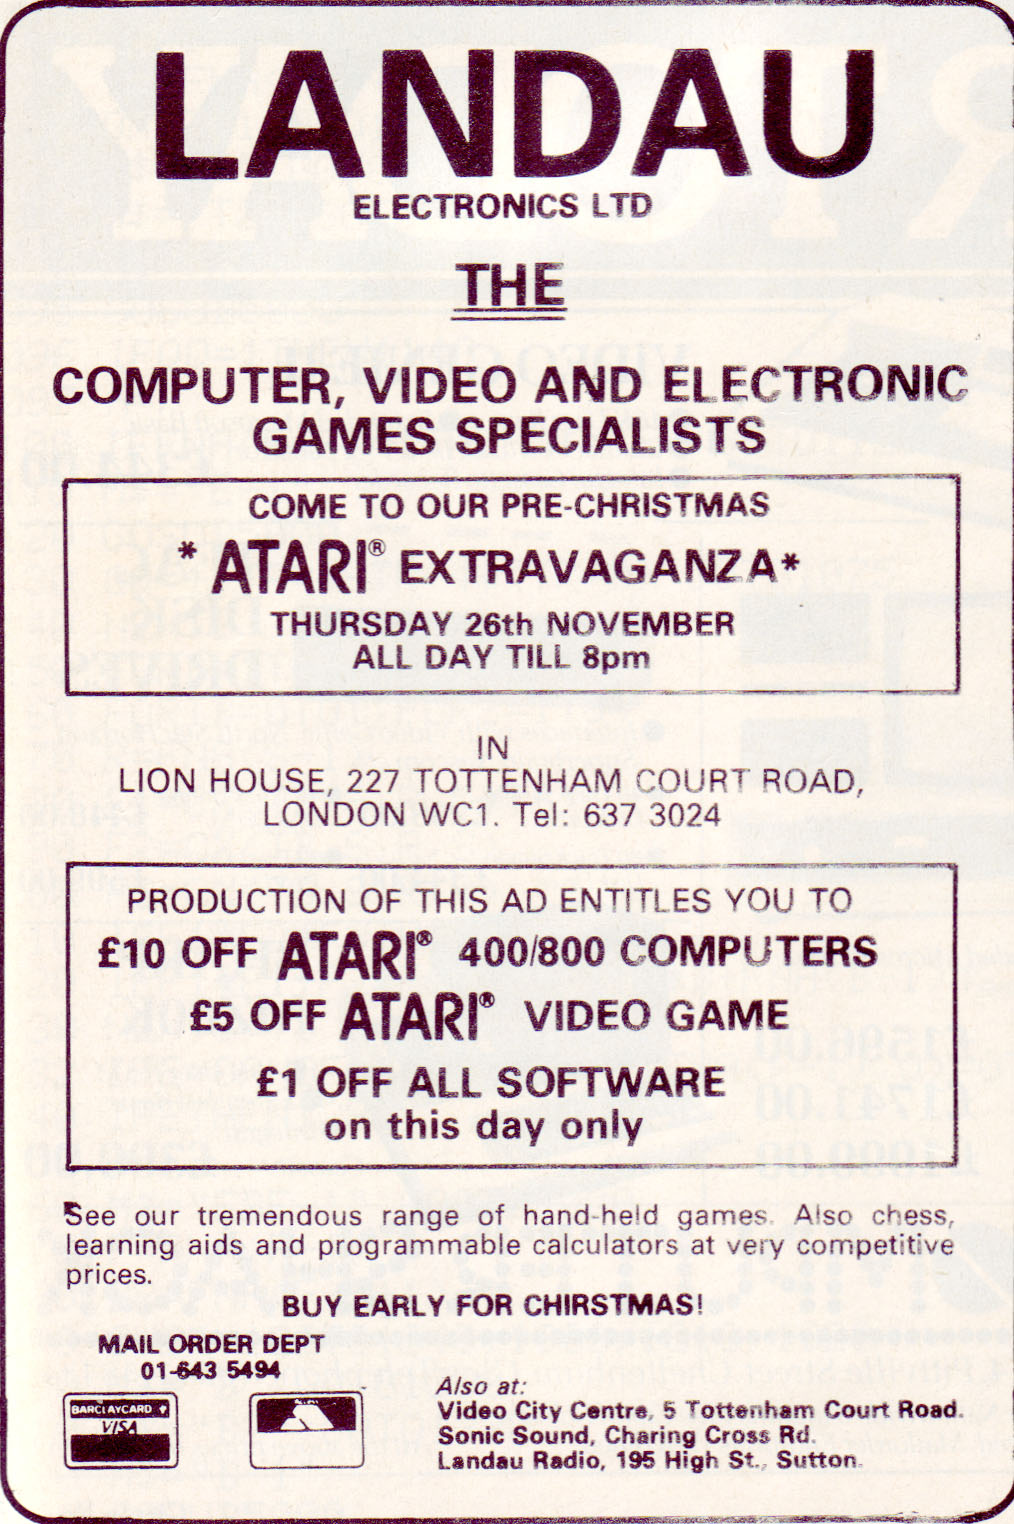 LANDAU
ELECTRONICS LTD
THE
COMPUTER, VIDEO AND ELECTRONIC
GAMES SPECIALISTS
COME TO OUR PRE-CHRISTMAS
* ATARI® EXTRAVAGANZA*
THURSDAY 26th NOVEMBER
ALL DAY TILL 8pm
IN
LION HOUSE, 227 TOTTENHAM COURT ROAD,
LONDON WC1. Tel: 637 3024
PRODUCTION OF THIS AD ENTITLES YOU TO
£10 OFF ATARI® 400/800 COMPUTERS
£5 OFF ATARI® VIDEO GAME
£1 OFF ALL SOFTWARE
on this day only
See our tremendous range of hand-held games. Also chess,
learning aids and programmable calculators at very competitive
prices.
BUY EARLY FOR CHIRSTMAS!
MAIL ORDER DEPT
01-643 5494
BARCLAYCARD
VISA
Also at:
Video City Centre, 5 Tottenham Court Road.
Sonic Sound, Charing Cross Rd.
Landau Radio, 195 High St., Sutton.